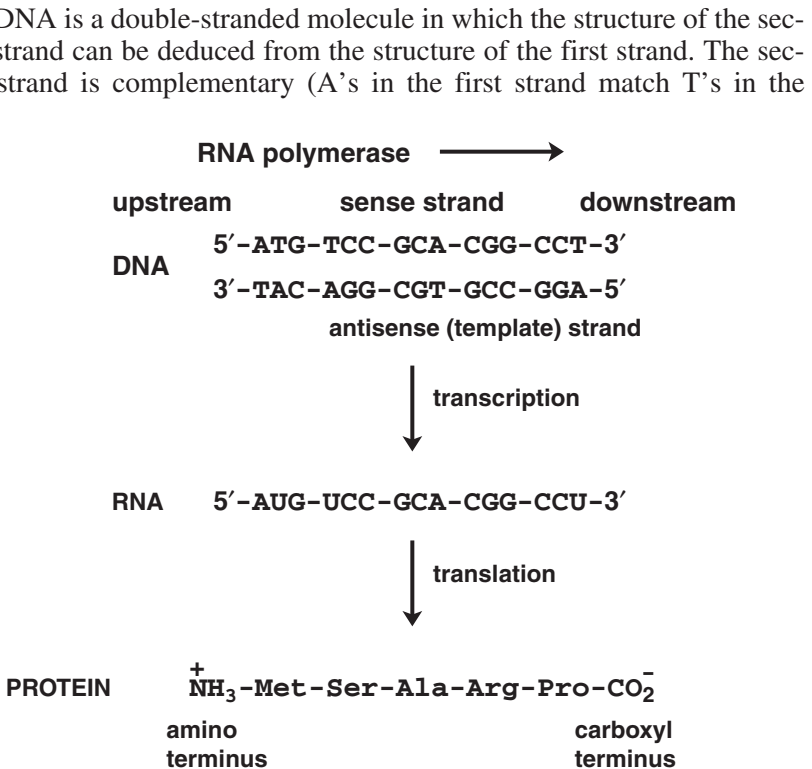 DNA is a double-stranded molecule in which the structure of the sec-
strand can be deduced from the structure of the first strand. The sec-
strand is complementary (A's in the first strand match T's in the
RNA polymerase
upstream sense strand downstream
5′-ATG-TCC-GCA-CGG-CCT-3′
DNA
3′-TAC-AGG-CGT-GCC-GGA-5′
antisense (template) strand
transcription
RNA 5′-AUG-UCC-GCA-CGG-CCU-3′
translation
PROTEIN N⁺H₃-Met-Ser-Ala-Arg-Pro-CO₂⁻
amino carboxyl
terminus terminus